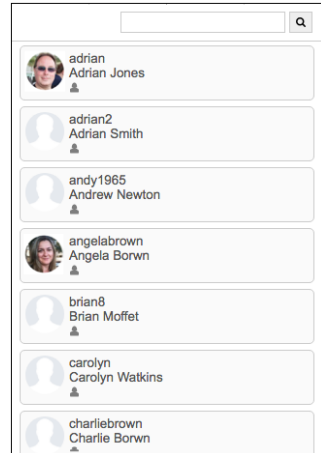 adrian
Adrian Jones
adrian2
Adrian Smith
andy1965
Andrew Newton
angelabrown
Angela Borwn
brian8
Brian Moffet
carolyn
Carolyn Watkins
charliebrown
Charlie Borwn